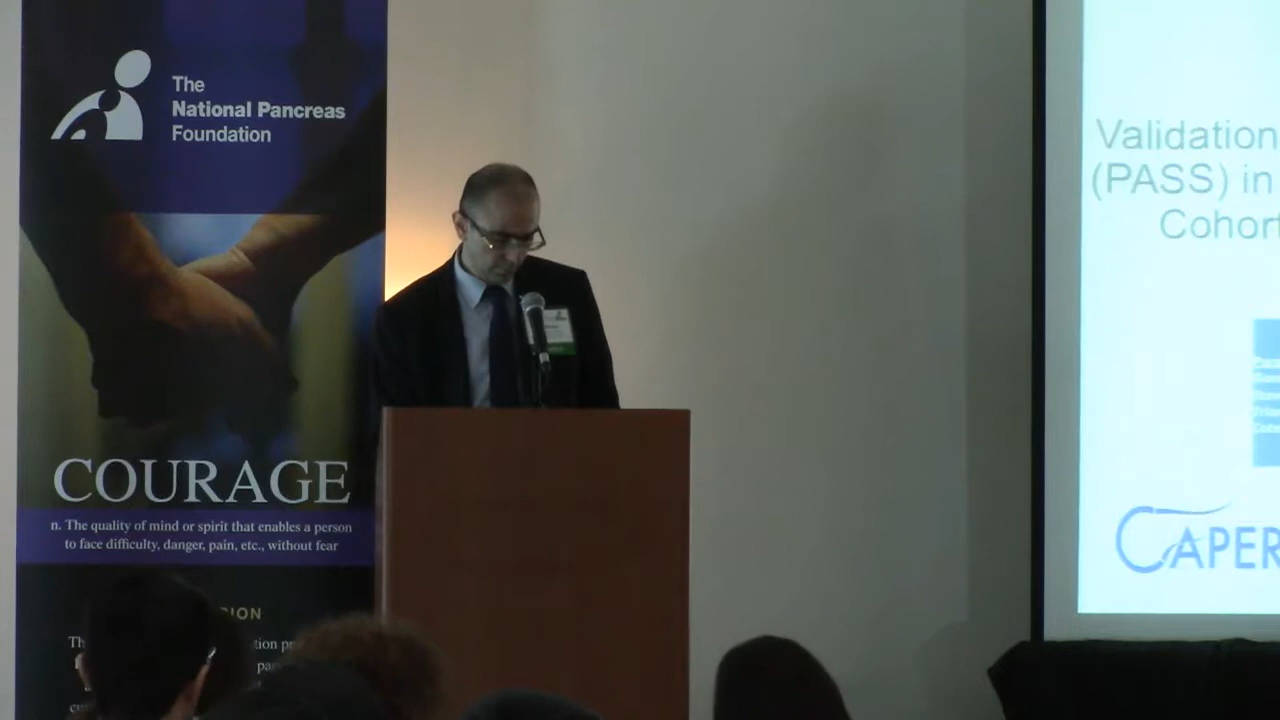 The
National Pancreas
Foundation
COURAGE
n. The quality of mind or spirit that enables a person
to face difficulty, danger, pain, etc., without fear
Validation
(PASS) in
Cohort
CAPER